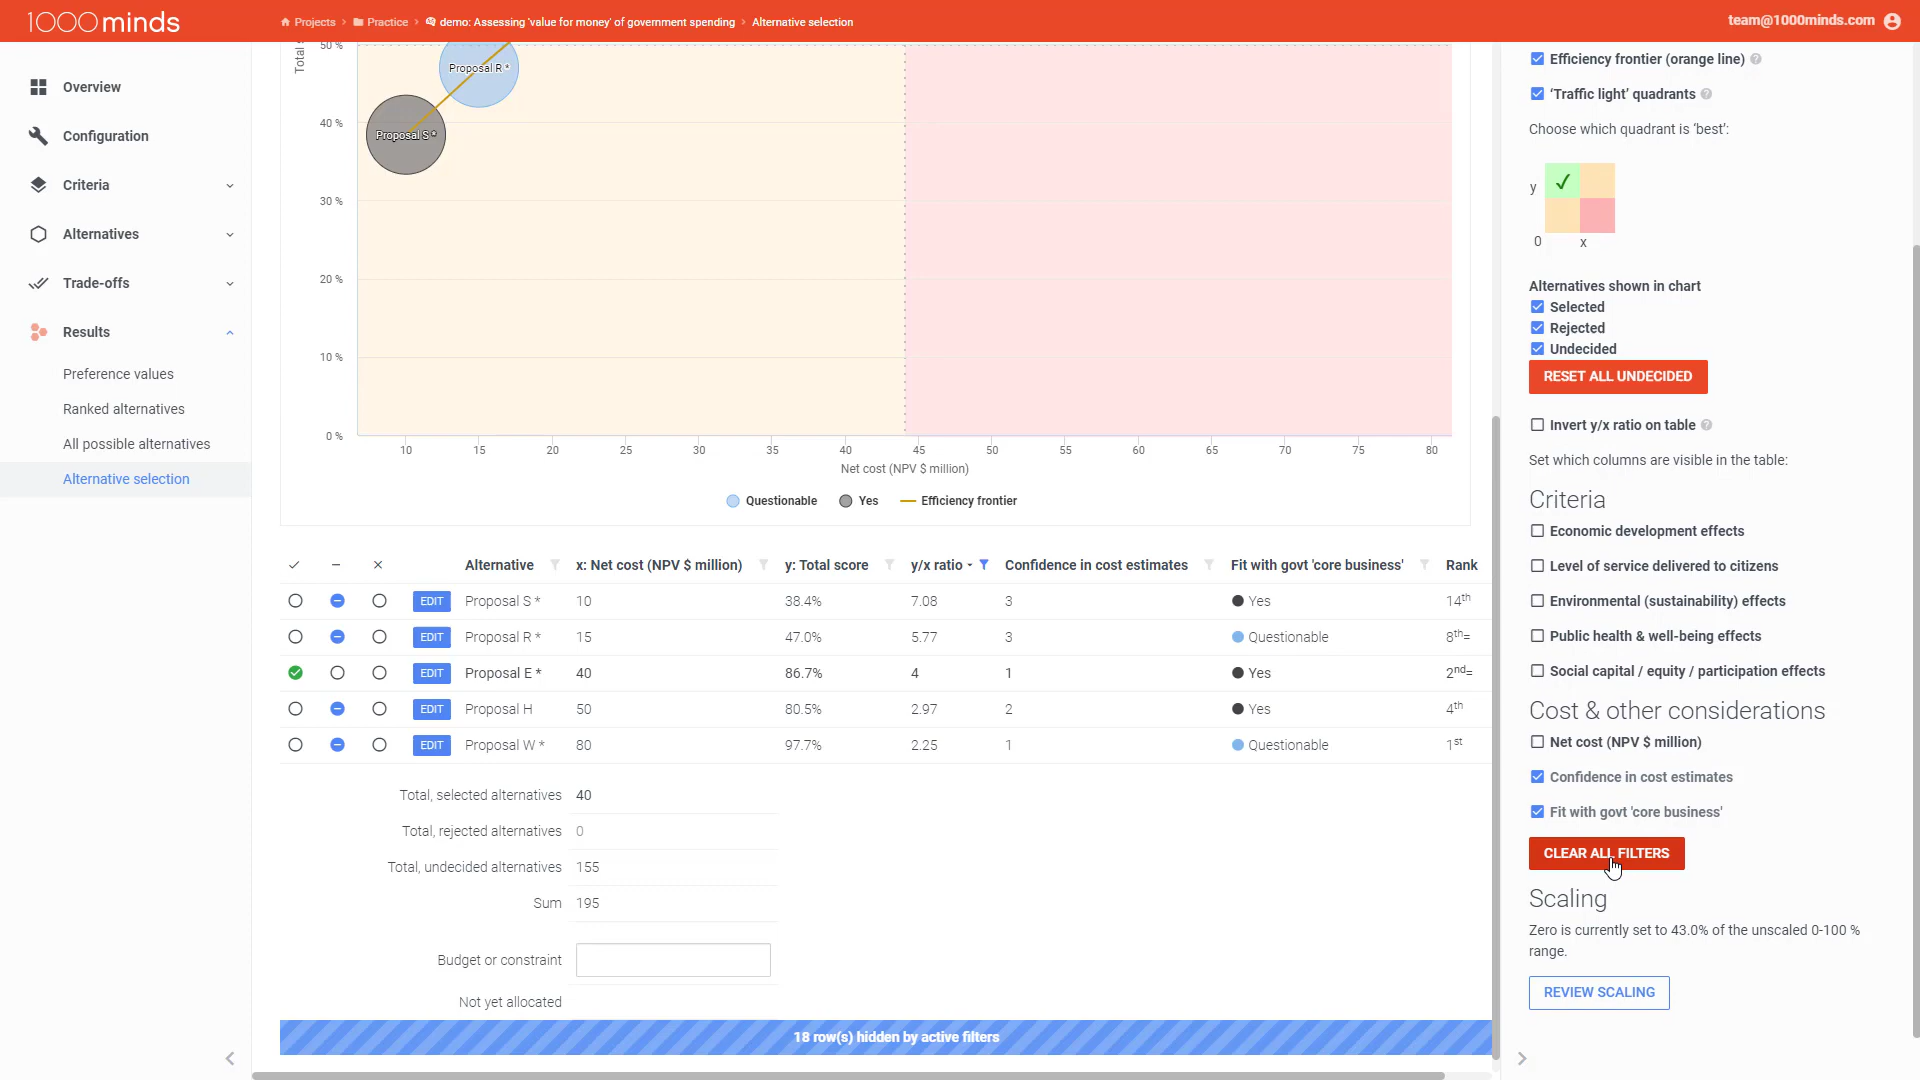 1000minds
Projects > Practice > demo: Assessing 'value for money' of government spending > Alternative selection
team@1000minds.com
Overview
Configuration
Criteria
Alternatives
Trade-offs
Results
Preference values
Ranked alternatives
All possible alternatives
Alternative selection
50 %
40 %
30 %
20 %
10 %
0 %
Proposal R *
Proposal S *
10 15 20 25 30 35 40 45 50 55 60 65 70 75 80
Net cost (NPV $ million)
Questionable Yes Efficiency frontier
Alternative x: Net cost (NPV $ million) y: Total score y/x ratio Confidence in cost estimates Fit with govt 'core business' Rank
EDIT Proposal S * 10 38.4% 7.08 3 Yes 14th
EDIT Proposal R * 15 47.0% 5.77 3 Questionable 8th=
EDIT Proposal E * 40 86.7% 4 1 Yes 2nd=
EDIT Proposal H 50 80.5% 2.97 2 Yes 4th
EDIT Proposal W * 80 97.7% 2.25 1 Questionable 1st
Total, selected alternatives 40
Total, rejected alternatives 0
Total, undecided alternatives 155
Sum 195
Budget or constraint
Not yet allocated
18 row(s) hidden by active filters
Efficiency frontier (orange line) ?
‘Traffic light’ quadrants ?
Choose which quadrant is ‘best’:
y
0 x
Alternatives shown in chart
Selected
Rejected
Undecided
RESET ALL UNDECIDED
Invert y/x ratio on table ?
Set which columns are visible in the table:
Criteria
Economic development effects
Level of service delivered to citizens
Environmental (sustainability) effects
Public health & well-being effects
Social capital / equity / participation effects
Cost & other considerations
Net cost (NPV $ million)
Confidence in cost estimates
Fit with govt 'core business'
CLEAR ALL FILTERS
Scaling
Zero is currently set to 43.0% of the unscaled 0-100 %
range.
REVIEW SCALING